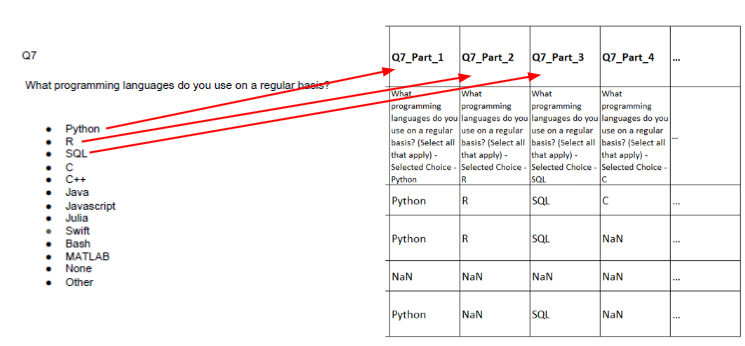 Q7
What programming languages do you use on a regular basis?
● Python
● R
● SQL
● C
● C++
● Java
● Javascript
● Julia
● Swift
● Bash
● MATLAB
● None
● Other
Q7_Part_1 Q7_Part_2 Q7_Part_3 Q7_Part_4 ...
What programming languages do you use on a regular basis? (Select all that apply) - Selected Choice - Python
What programming languages do you use on a regular basis? (Select all that apply) - Selected Choice - R
What programming languages do you use on a regular basis? (Select all that apply) - Selected Choice - SQL
What programming languages do you use on a regular basis? (Select all that apply) - Selected Choice - C
...
Python R SQL C ...
Python R SQL NaN ...
NaN NaN NaN NaN ...
Python NaN SQL NaN ...